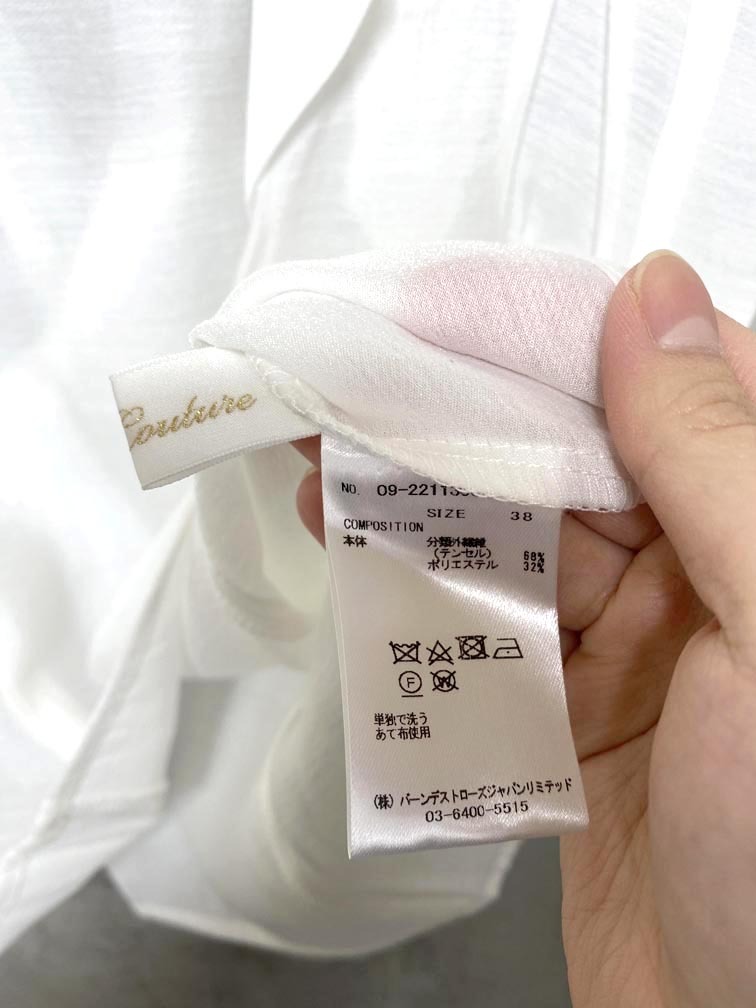 Couture
NO. 09-22115
SIZE 38
COMPOSITION
本体 分類外繊維
(テンセル) 68%
ポリエステル 32%
F W
単独で洗う
あて布使用
(株) バーンデストローズジャパンリミテッド
03-6400-5515